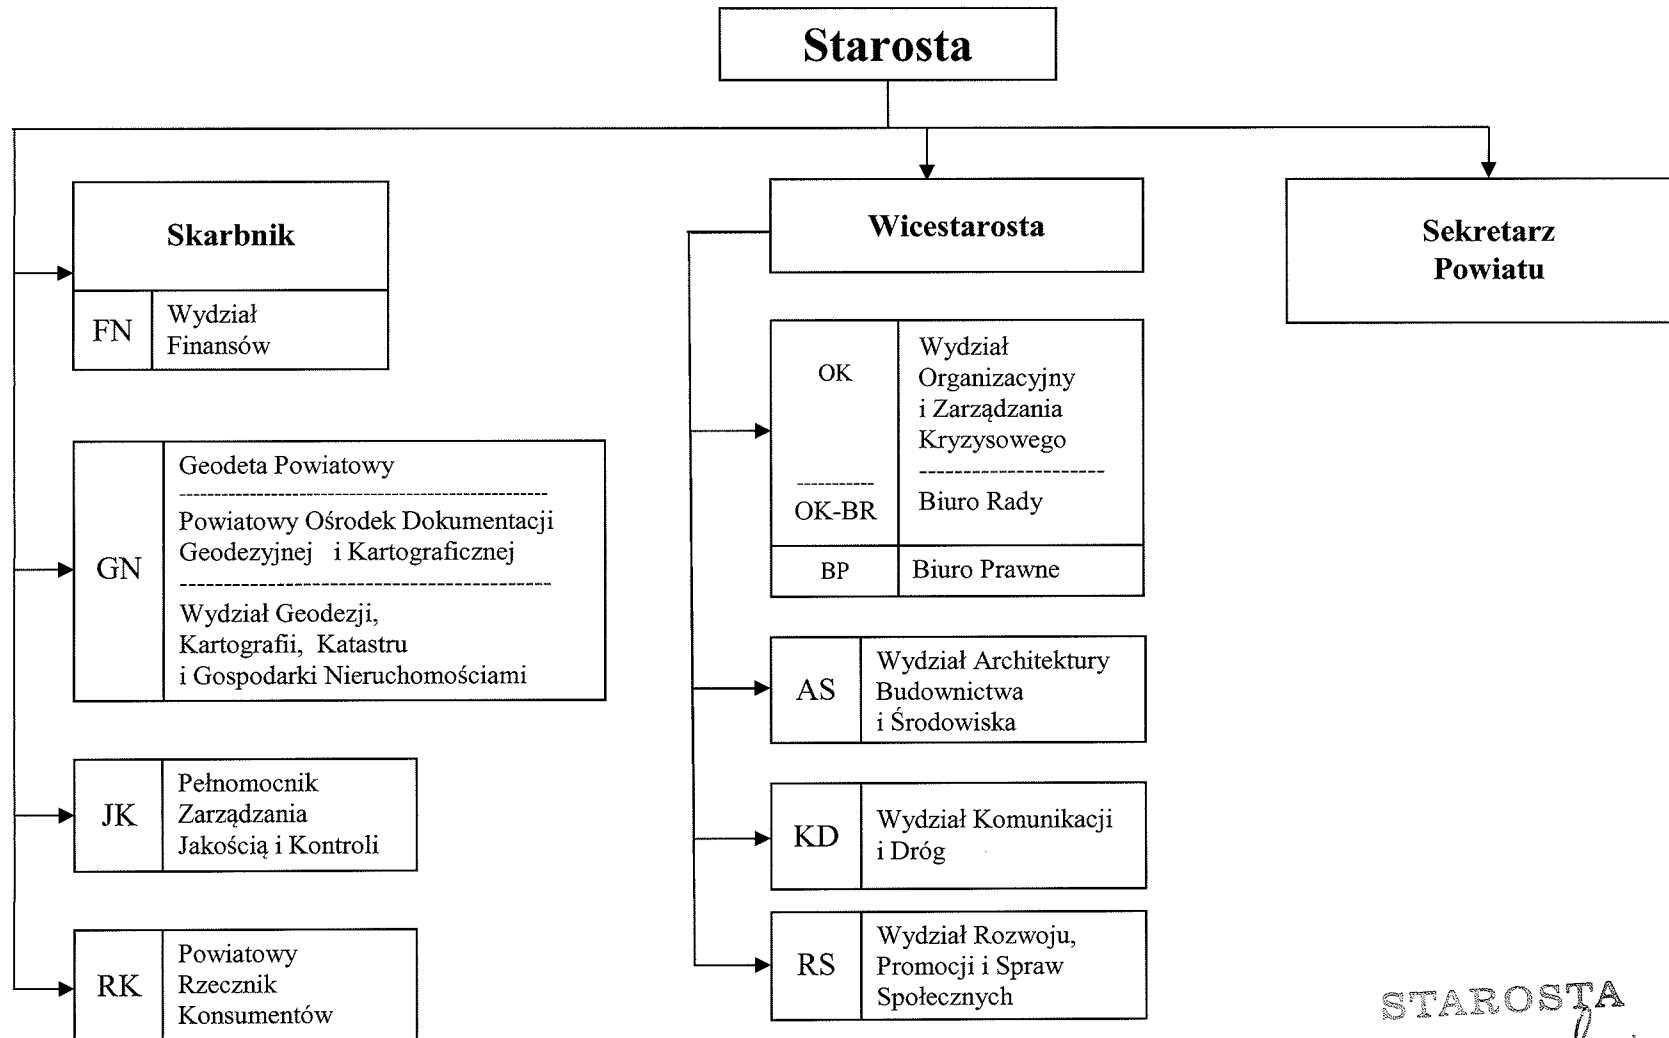 Starosta
Skarbnik
FN
Wydział
Finansów
GN
Geodeta Powiatowy
Powiatowy Ośrodek Dokumentacji
Geodezyjnej i Kartograficznej
Wydział Geodezji,
Kartografii, Katastru
i Gospodarki Nieruchomościami
JK
Pełnomocnik
Zarządzania
Jakością i Kontroli
RK
Powiatowy
Rzecznik
Konsumentów
Wicestarosta
OK
Wydział
Organizacyjny
i Zarządzania
Kryzysowego
OK-BR
Biuro Rady
BP
Biuro Prawne
AS
Wydział Architektury
Budownictwa
i Środowiska
KD
Wydział Komunikacji
i Dróg
RS
Wydział Rozwoju,
Promocji i Spraw
Społecznych
Sekretarz
Powiatu
STAROSTA